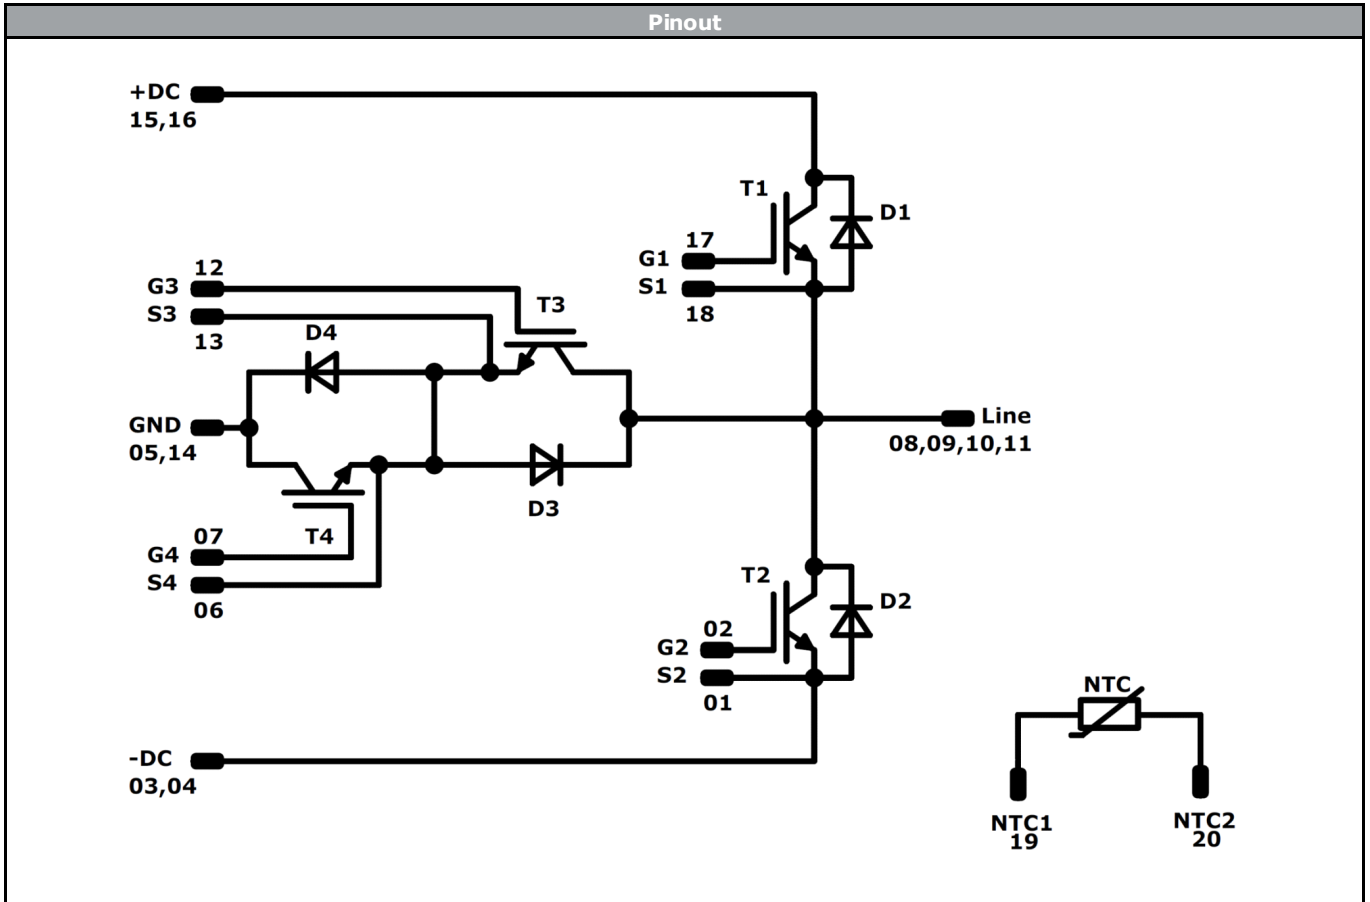 Pinout
+DC
15,16
T1
D1
17
G1
S1
18
12
G3
S3
13
T3
D4
GND
05,14
Line
08,09,10,11
D3
07
G4
T4
S4
06
T2
D2
02
G2
S2
01
NTC
-DC
03,04
NTC1
19
NTC2
20